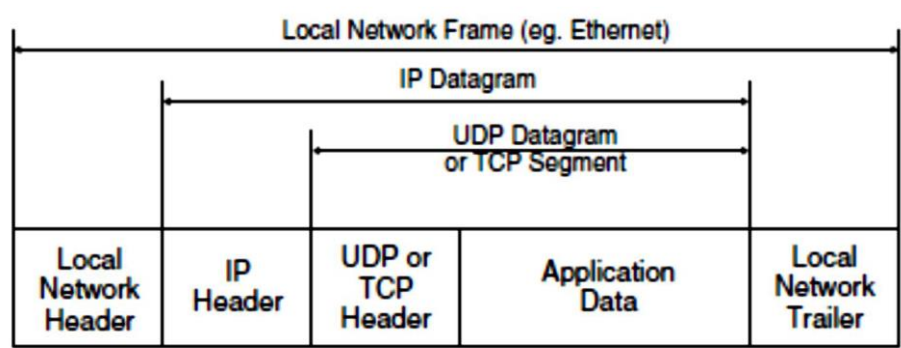 Local Network Frame (eg. Ethernet)
IP Datagram
UDP Datagram
or TCP Segment
Local
Network
Header
IP
Header
UDP or
TCP
Header
Application
Data
Local
Network
Trailer